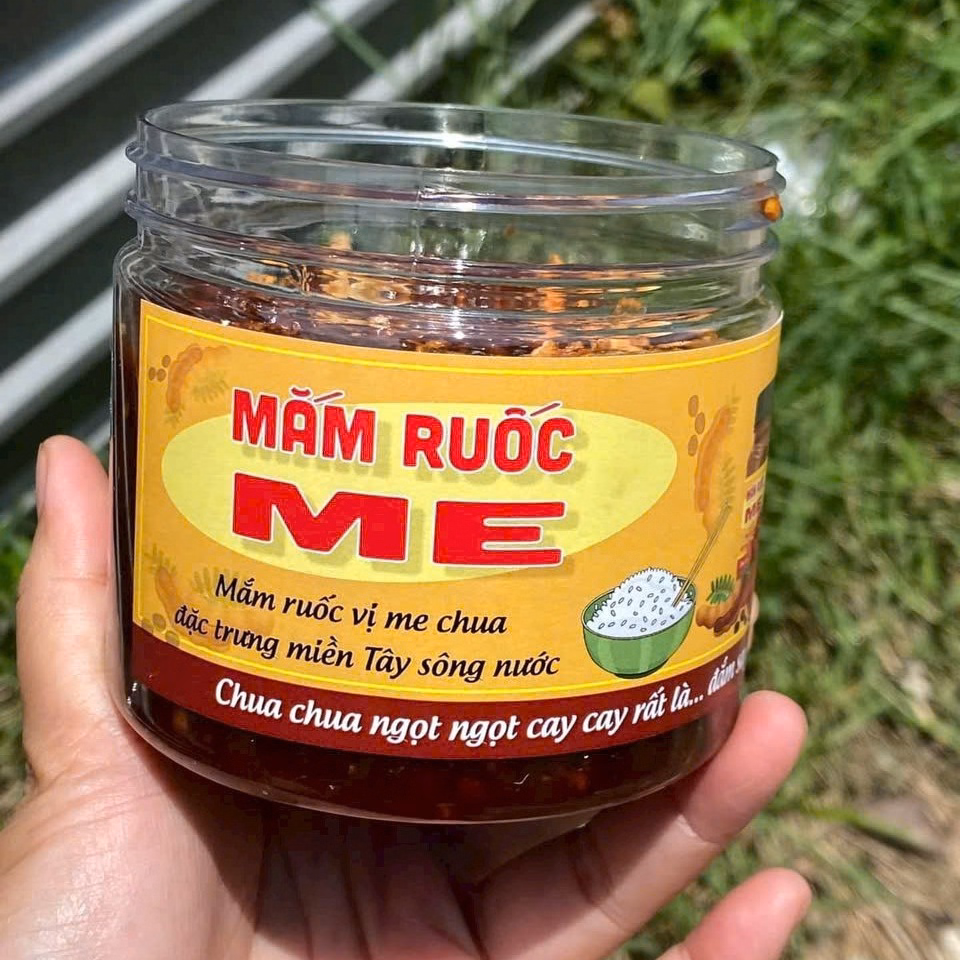 MẮM RUỐC
ME
Mắm ruốc vị me chua
đặc trưng miền Tây sông nước
Chua chua ngọt ngọt cay cay rất là... đắm